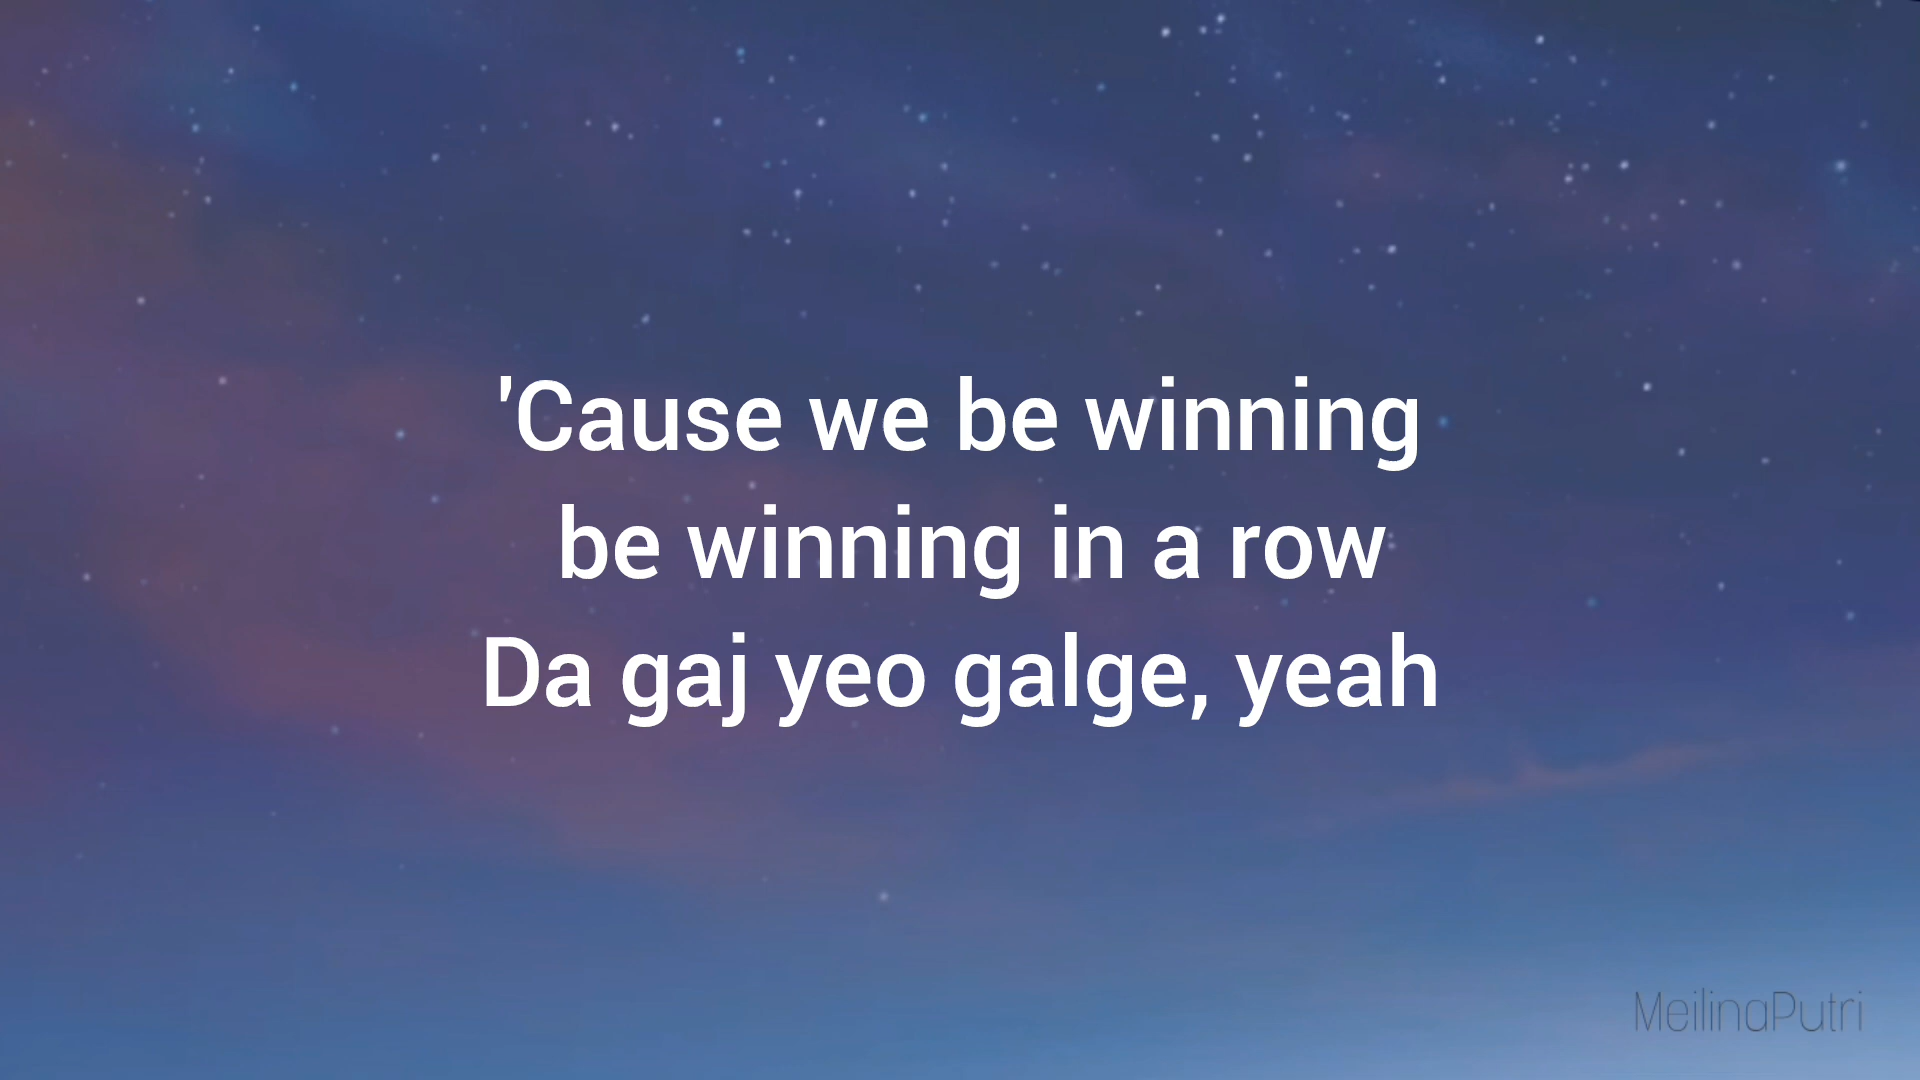 'Cause we be winning
be winning in a row
Da gaj yeo galge, yeah
MeilinaPutri